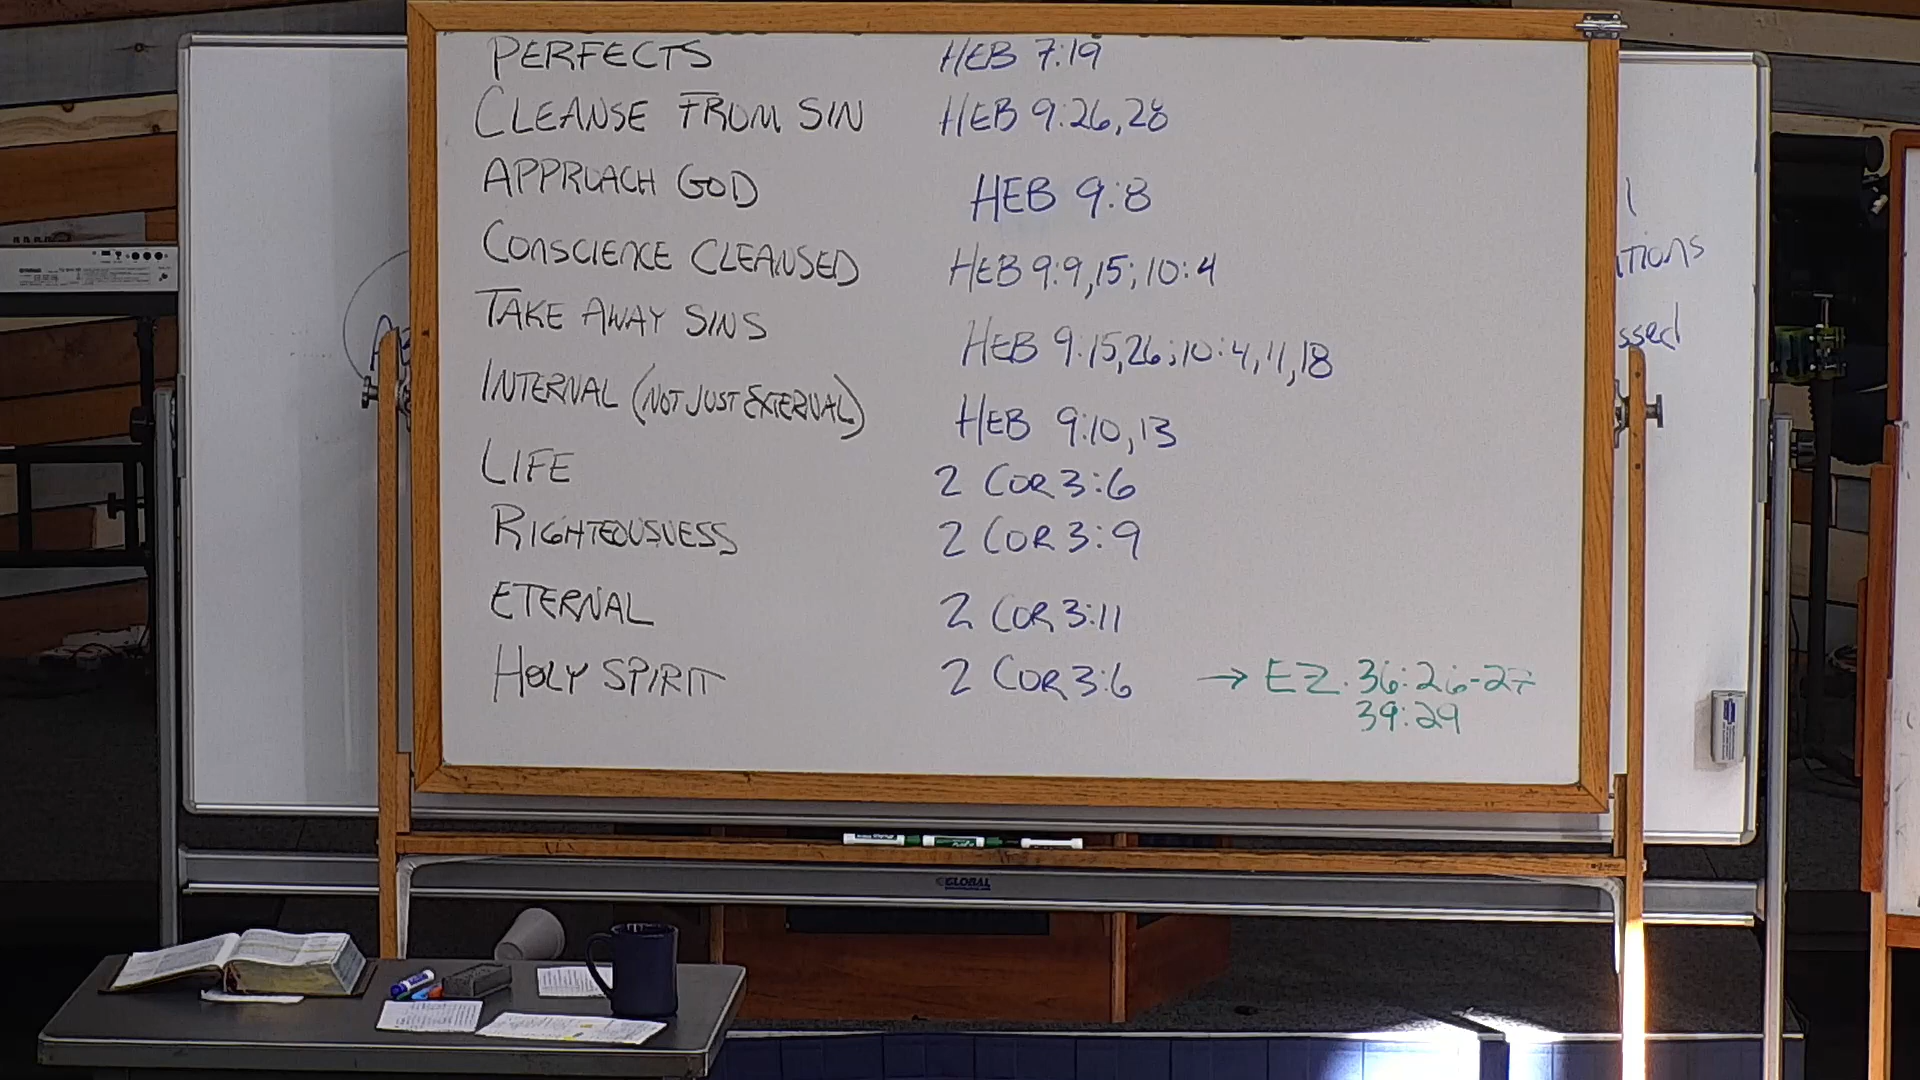 PERFECTS HEB 7:19
CLEANSE FROM SIN HEB 9:26,28
APPROACH GOD HEB 9:8
CONSCIENCE CLEANSED HEB 9:9,15; 10:4
TAKE AWAY SINS HEB 9:15,26; 10:4,11,18
INTERNAL (NOT JUST EXTERNAL) HEB 9:10,13
LIFE 2 COR 3:6
RIGHTEOUSNESS 2 COR 3:9
ETERNAL 2 COR 3:11
HOLY SPIRIT 2 COR 3:6 → EZ. 36:26-27
39:29
GLOBAL